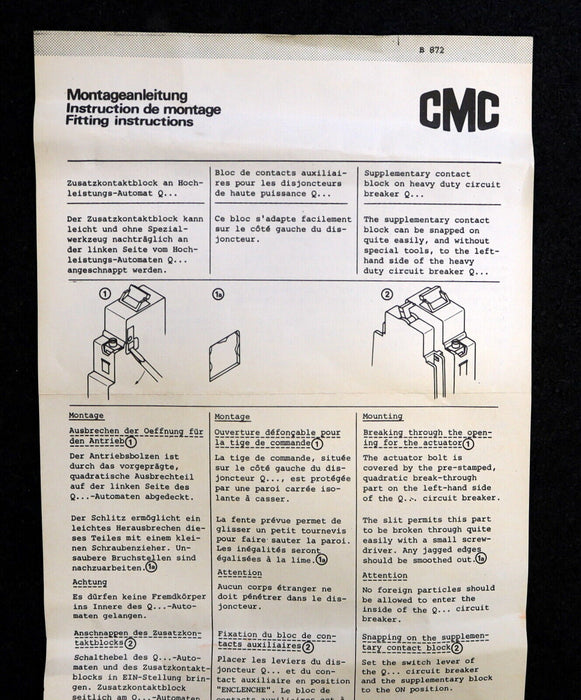 B 872
Montageanleitung
Instruction de montage
Fitting instructions
CMC
Zusatzkontaktblock an Hoch-
leistungs-Automat Q...
Der Zusatzkontaktblock kann
leicht und ohne Spezial-
werkzeug nachträglich an
der linken Seite vom Hoch-
leistungs-Automaten Q...
angeschnappt werden.
Bloc de contacts auxiliai-
res pour les disjoncteurs
de haute puissance Q...
Ce bloc s'adapte facilement
sur le côté gauche du dis-
joncteur.
Supplementary contact
block on heavy duty circuit
breaker Q...
The supplementary contact
block can be snapped on
quite easily, and without
special tools, to the left-
hand side of the heavy
duty circuit breaker Q...
1
1a
2
Montage
Ausbrechen der Oeffnung für
den Antrieb 1
Der Antriebsbolzen ist
durch das vorgeprägte,
quadratische Ausbrechteil
auf der linken Seite des
Q...-Automaten abgedeckt.
Der Schlitz ermöglicht ein
leichtes Herausbrechen die-
ses Teiles mit einem klei-
nen Schraubenzieher. Un-
saubere Bruchstellen sind
nachzuarbeiten. 1a
Achtung
Es dürfen keine Fremdkörper
ins Innere des Q...-Auto-
maten gelangen.
Anschnappen des Zusatzkon-
taktblocks 2
Schalthebel des Q...-Auto-
maten und des Zusatzkontakt-
blocks in EIN-Stellung brin-
gen. Zusatzkontaktblock
seitlich am Q...-Automaten
Montage
Ouverture défonçable pour
la tige de commande 1
La tige de commande, située
sur le côté gauche du dis-
joncteur Q..., est protégée
par une paroi carrée iso-
lante à casser.
La fente prévue permet de
glisser un petit tournevis
pour faire sauter la paroi.
Les inégalités seront
égalisées à la lime. 1a
Attention
Aucun corps étranger ne
doit pénétrer dans le dis-
joncteur.
Fixation du bloc de con-
tacts auxiliaires 2
Placer les leviers du dis-
joncteur Q... et du con-
tact auxiliaire en position
"ENCLENCHE". Le bloc de
contacts auxiliaires est à
Mounting
Breaking through the open-
ing for the actuator 1
The actuator bolt is
covered by the pre-stamped,
quadratic break-through
part on the left-hand side
of the Q... circuit breaker.
The slit permits this part
to be broken through quite
easily with a small screw-
driver. Any jagged edges
should be smoothed out. 1a
Attention
No foreign particles should
be allowed to enter the
inside of the Q... circuit
breaker.
Snapping on the supplemen-
tary contact block 2
Set the switch lever of
the Q... circuit breaker
and the supplementary block
to the ON position.